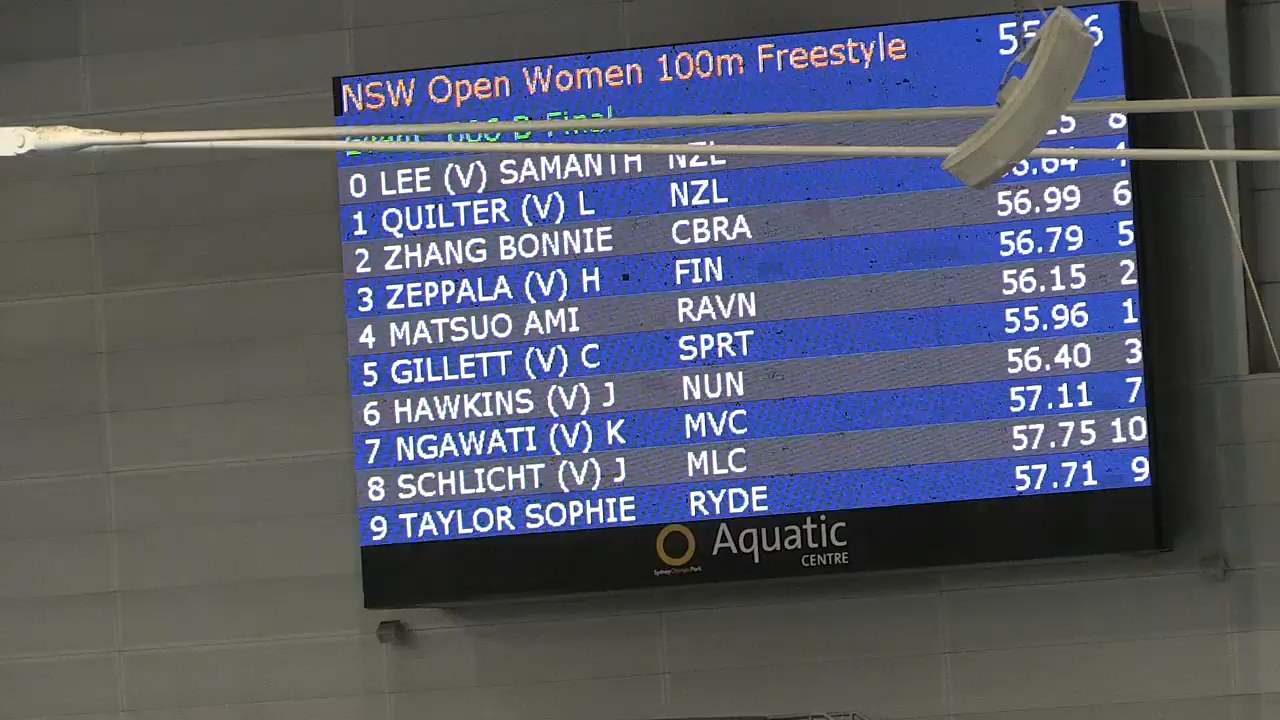 NSW Open Women 100m Freestyle
B-Final
0 LEE (V) SAMANTH NZL 8
1 QUILTER (V) L NZL
2 ZHANG BONNIE CBRA 56.99 6
3 ZEPPALA (V) H FIN 56.79 5
4 MATSUO AMI RAVN 56.15 2
5 GILLETT (V) C SPRT 55.96 1
6 HAWKINS (V) J NUN 56.40 3
7 NGAWATI (V) K MVC 57.11 7
8 SCHLICHT (V) J MLC 57.75 10
9 TAYLOR SOPHIE RYDE 57.71 9
Aquatic
CENTRE